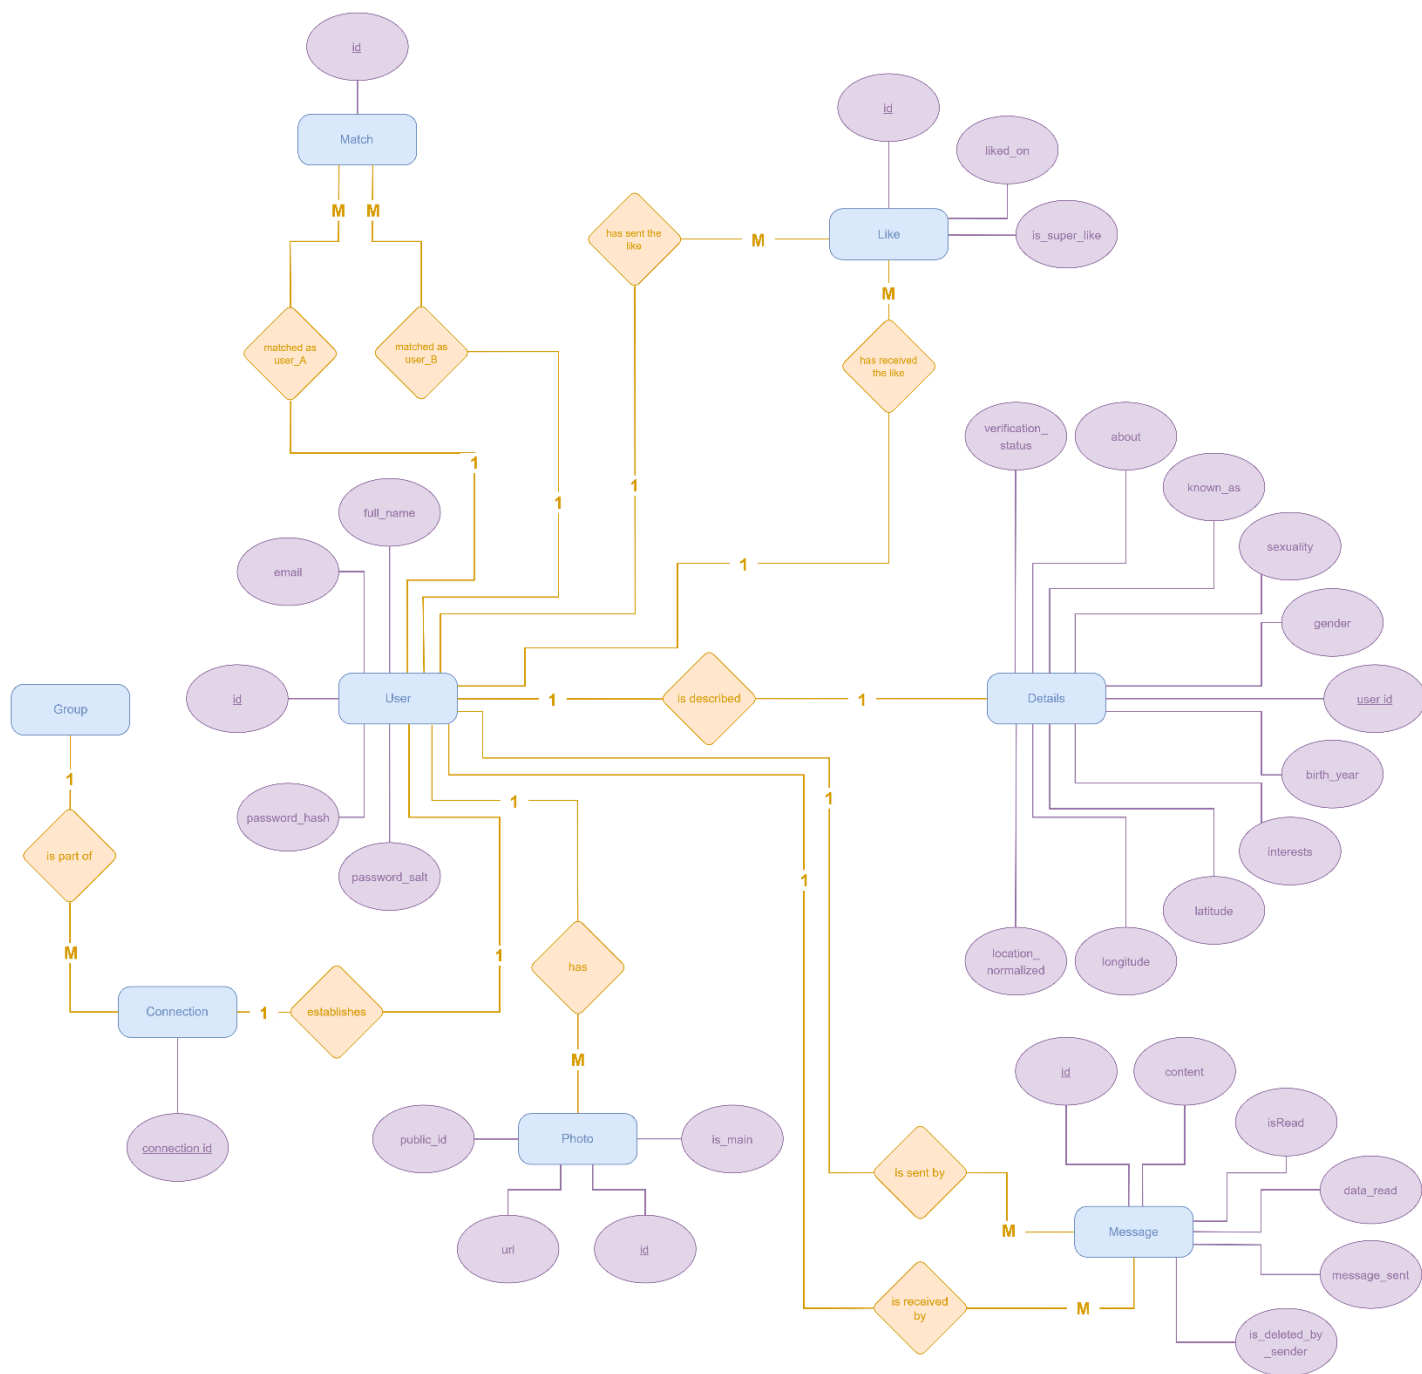 id
Match
M
M
matched as
user_A
matched as
user_B
1
1
id
liked_on
is_super_like
Like
has sent the
like
M
M
has received
the like
1
1
full_name
email
id
User
password_hash
password_salt
1
is described
1
Details
verification_
status
about
known_as
sexuality
gender
user id
birth_year
interests
latitude
longitude
location_
normalized
Group
1
is part of
M
Connection
1
establishes
1
connection id
1
has
M
Photo
public_id
is_main
url
id
1
1
is sent by
M
is received
by
M
Message
id
content
isRead
data_read
message_sent
is_deleted_by
_sender